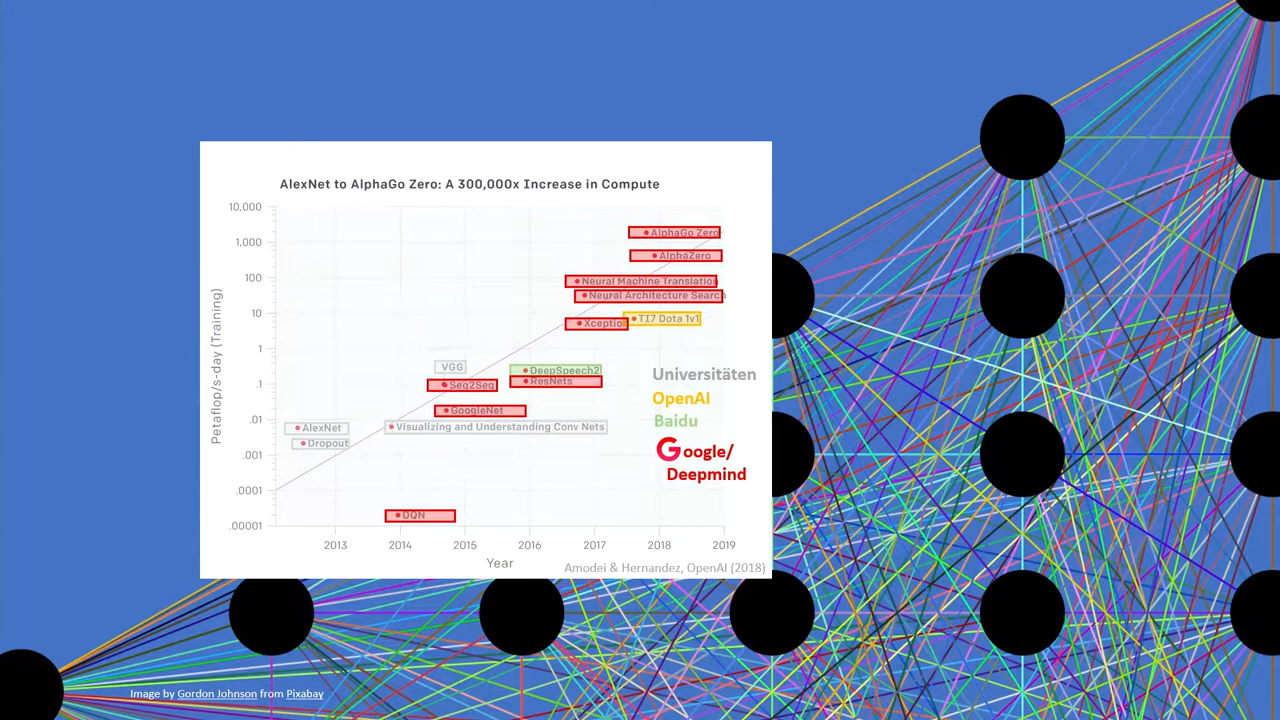 AlexNet to AlphaGo Zero: A 300,000x Increase in Compute
10,000
1,000
100
10
1
.1
.01
.001
.0001
.00001
Petaflop/s-day (Training)
AlphaGo Zero
AlphaZero
Neural Machine Translation
Neural Architecture Search
TI7 Dota 1v1
Xception
VGG
DeepSpeech2
ResNets
Seq2Seq
GoogleNet
AlexNet
Visualizing and Understanding Conv Nets
Dropout
DQN
Universitäten
OpenAI
Baidu
Google/
Deepmind
2013 2014 2015 2016 2017 2018 2019
Year
Amodei & Hernandez, OpenAI (2018)
Image by Gordon Johnson from Pixabay